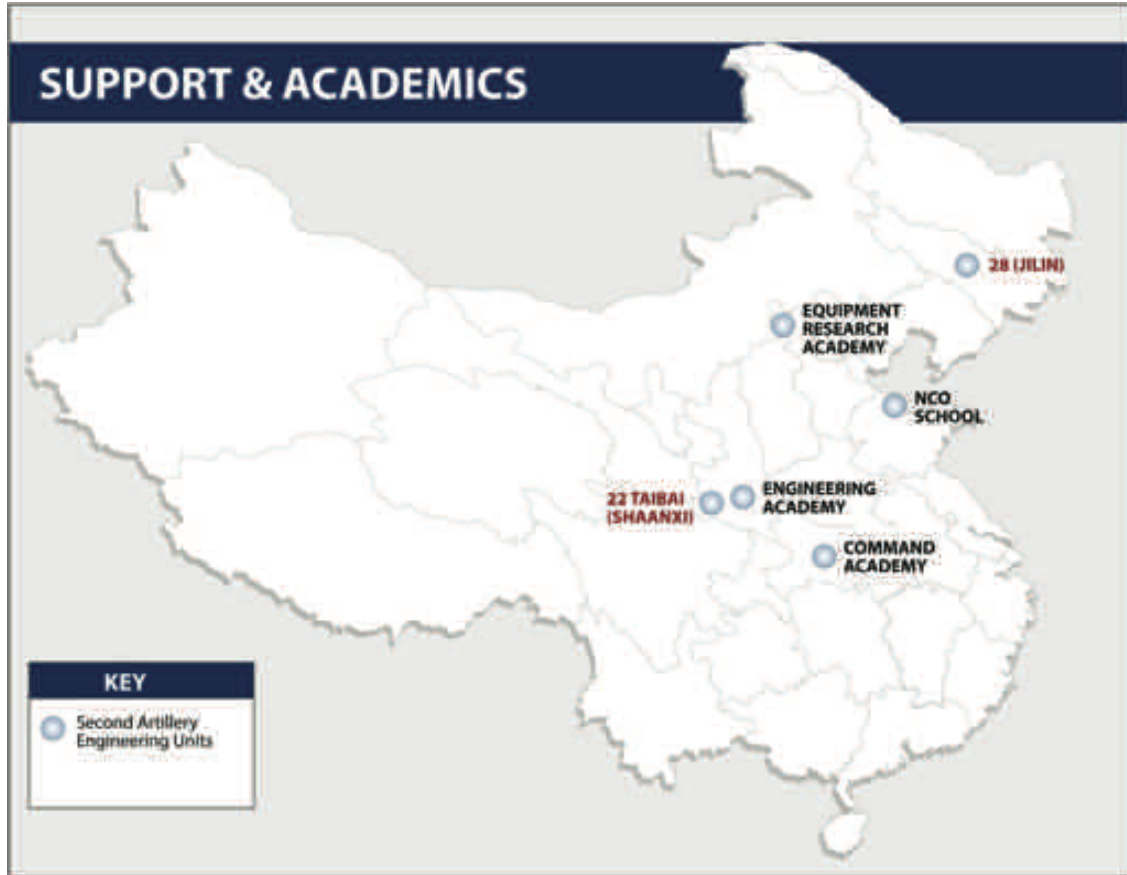 SUPPORT & ACADEMICS
28 (JILIN)
EQUIPMENT
RESEARCH
ACADEMY
NCO
SCHOOL
22 TAIBAI
(SHAANXI)
ENGINEERING
ACADEMY
COMMAND
ACADEMY
KEY
Second Artillery
Engineering Units